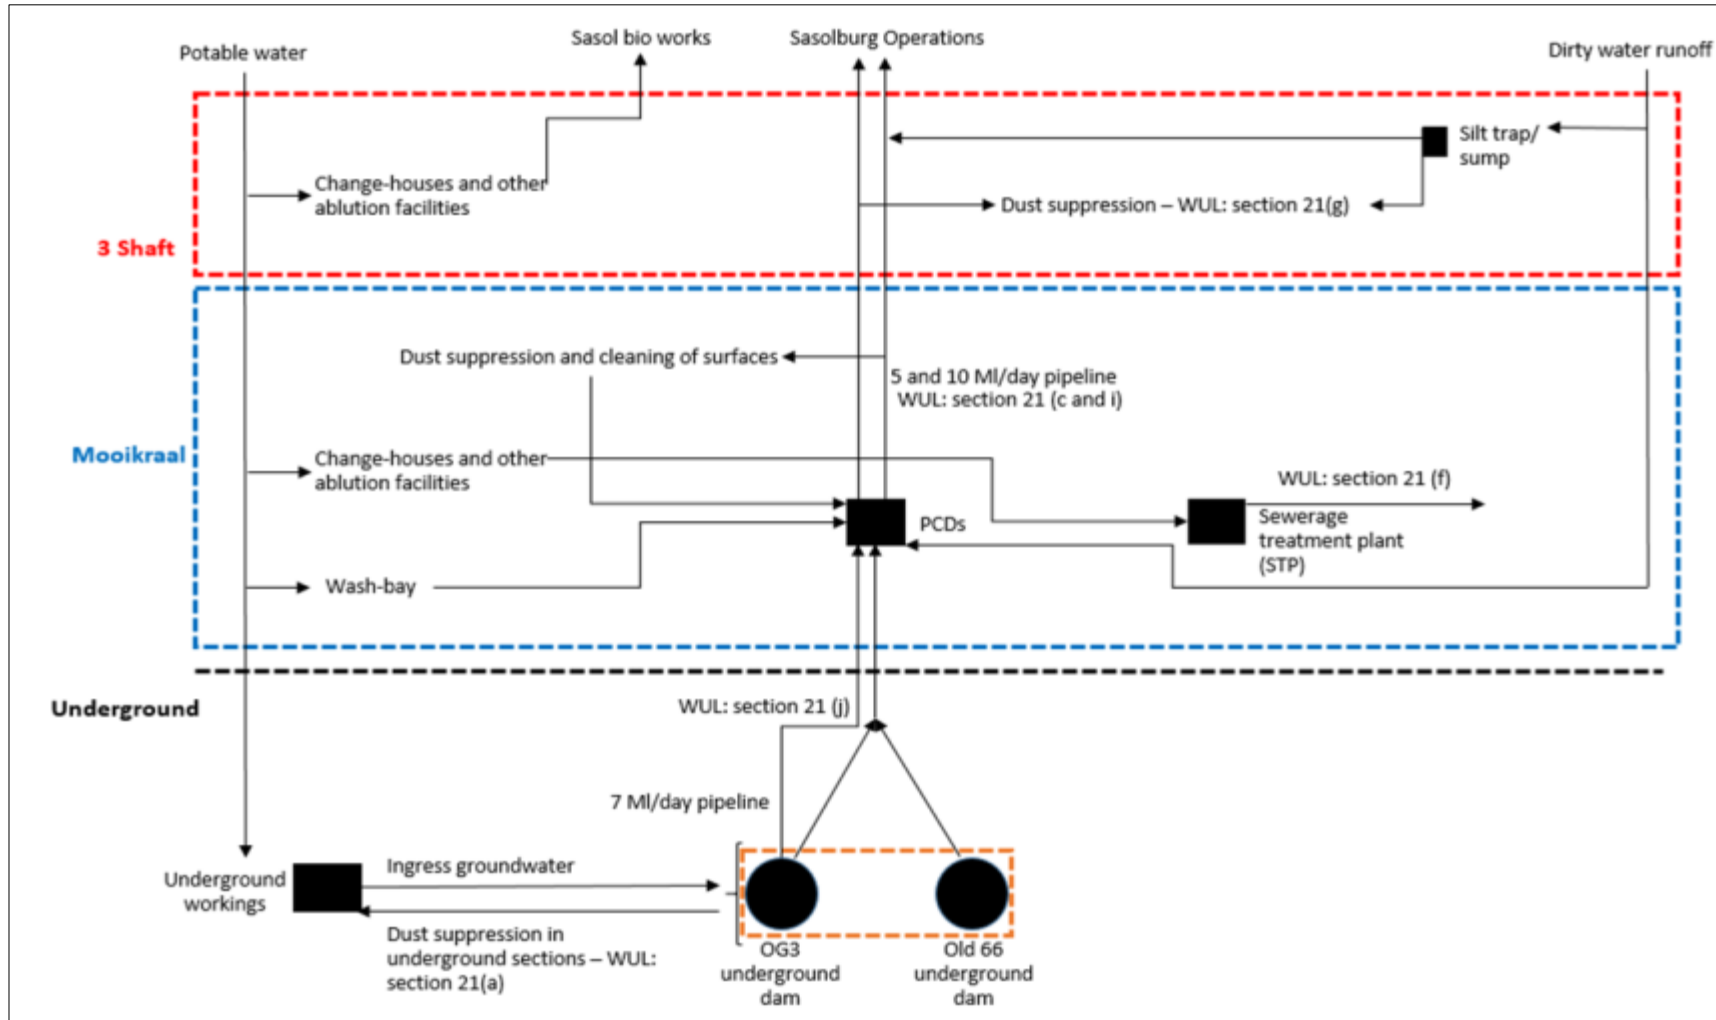 Potable water
Sasol bio works
Sasolburg Operations
Dirty water runoff
Silt trap/
sump
Change-houses and other
ablution facilities
Dust suppression – WUL: section 21(g)
3 Shaft
Dust suppression and cleaning of surfaces
5 and 10 Ml/day pipeline
WUL: section 21 (c and i)
Mooikraal
Change-houses and other
ablution facilities
WUL: section 21 (f)
PCDs
Sewerage
treatment plant
(STP)
Wash-bay
Underground
WUL: section 21 (j)
7 Ml/day pipeline
Underground
workings
Ingress groundwater
Dust suppression in
underground sections – WUL:
section 21(a)
OG3
underground
dam
Old 66
underground
dam